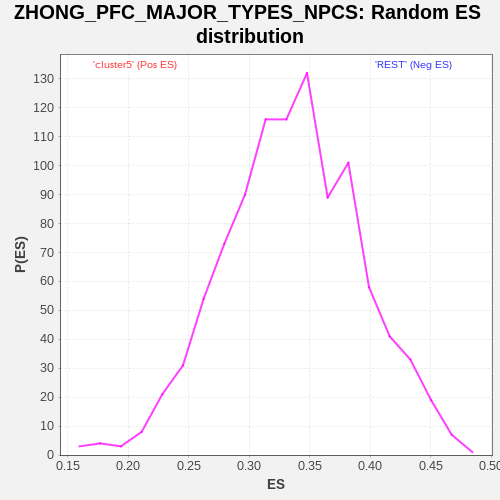 ZHONG_PFC_MAJOR_TYPES_NPCS: Random ES
distribution
'cluster5' (Pos ES)
'REST' (Neg ES)
130
120
110
100
90
80
70
60
50
40
30
20
10
0
P(ES)
0.15 0.20 0.25 0.30 0.35 0.40 0.45 0.50
ES